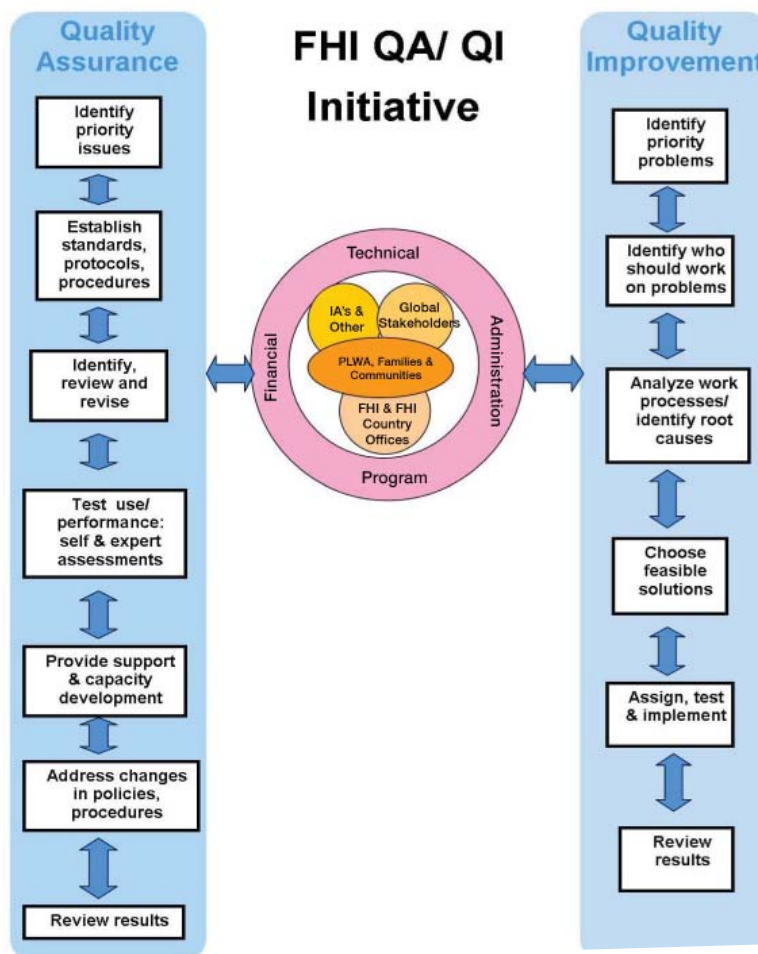 Quality
Assurance
Identify
priority
issues
Establish
standards,
protocols,
procedures
Identify,
review and
revise
Test use/
performance:
self & expert
assessments
Provide support
& capacity
development
Address changes
in policies,
procedures
Review results
FHI QA/ QI
Initiative
Technical
Financial
Administration
Program
IA's &
Other
Global
Stakeholders
PLWA, Families &
Communities
FHI & FHI
Country
Offices
Quality
Improvement
Identify
priority
problems
Identify who
should work
on problems
Analyze work
processes/
identify root
causes
Choose
feasible
solutions
Assign, test
& implement
Review
results